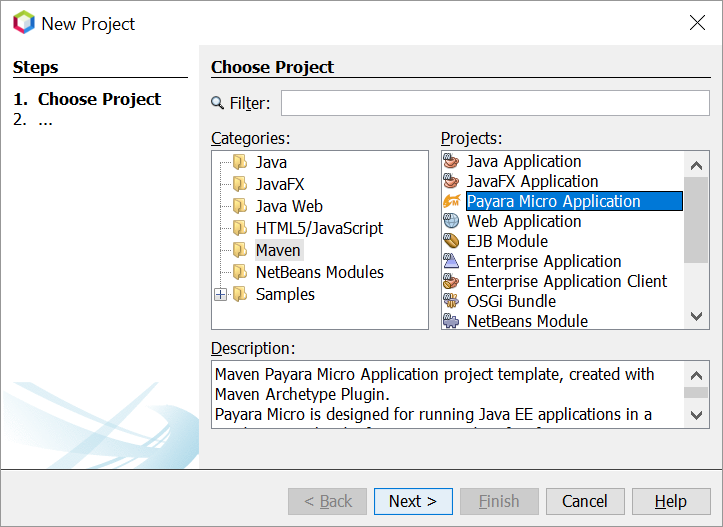 New Project
Steps
1. Choose Project
2. ...
Choose Project
Filter:
Categories:
Java
JavaFX
Java Web
HTML5/JavaScript
Maven
NetBeans Modules
Samples
Projects:
Java Application
JavaFX Application
Payara Micro Application
Web Application
EJB Module
Enterprise Application
Enterprise Application Client
OSGi Bundle
NetBeans Module
Description:
Maven Payara Micro Application project template, created with
Maven Archetype Plugin.
Payara Micro is designed for running Java EE applications in a
< Back
Next >
Finish
Cancel
Help